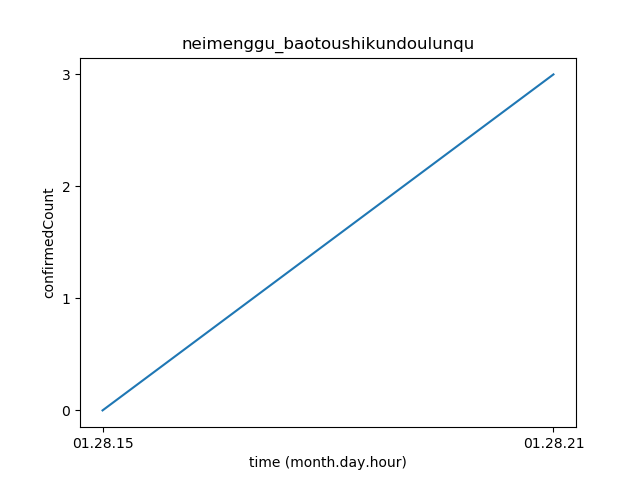 neimenggu_baotoushikundoulunqu
3
2
1
0
confirmedCount
01.28.15
01.28.21
time (month.day.hour)